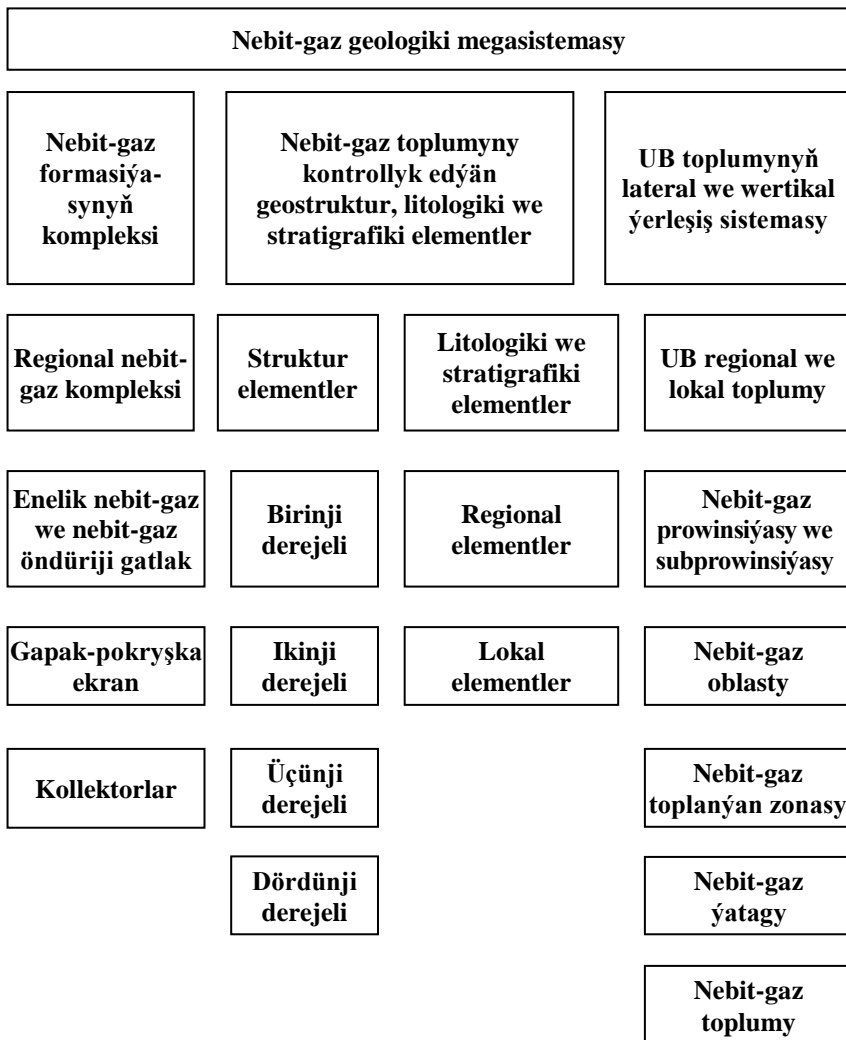 Nebit-gaz geologiki megasistemasy
Nebit-gaz
formasiýa-
synyň
kompleksi
Nebit-gaz toplumyny
kontrollyk edýän
geostruktur, litologiki we
stratigrafiki elementler
UB toplumynyň
lateral we wertikal
ýerleşiş sistemasy
Regional nebit-
gaz kompleksi
Struktur
elementler
Litologiki we
stratigrafiki
elementler
UB regional we
lokal toplumy
Enelik nebit-gaz
we nebit-gaz
öndüriji gatlak
Birinji
derejeli
Regional
elementler
Nebit-gaz
prowinsiýasy we
subprowinsiýasy
Gapak-pokryşka
ekran
Ikinji
derejeli
Lokal
elementler
Nebit-gaz
oblasty
Kollektorlar
Üçünji
derejeli
Nebit-gaz
toplanýan zonasy
Dördünji
derejeli
Nebit-gaz
ýatagy
Nebit-gaz
toplumy